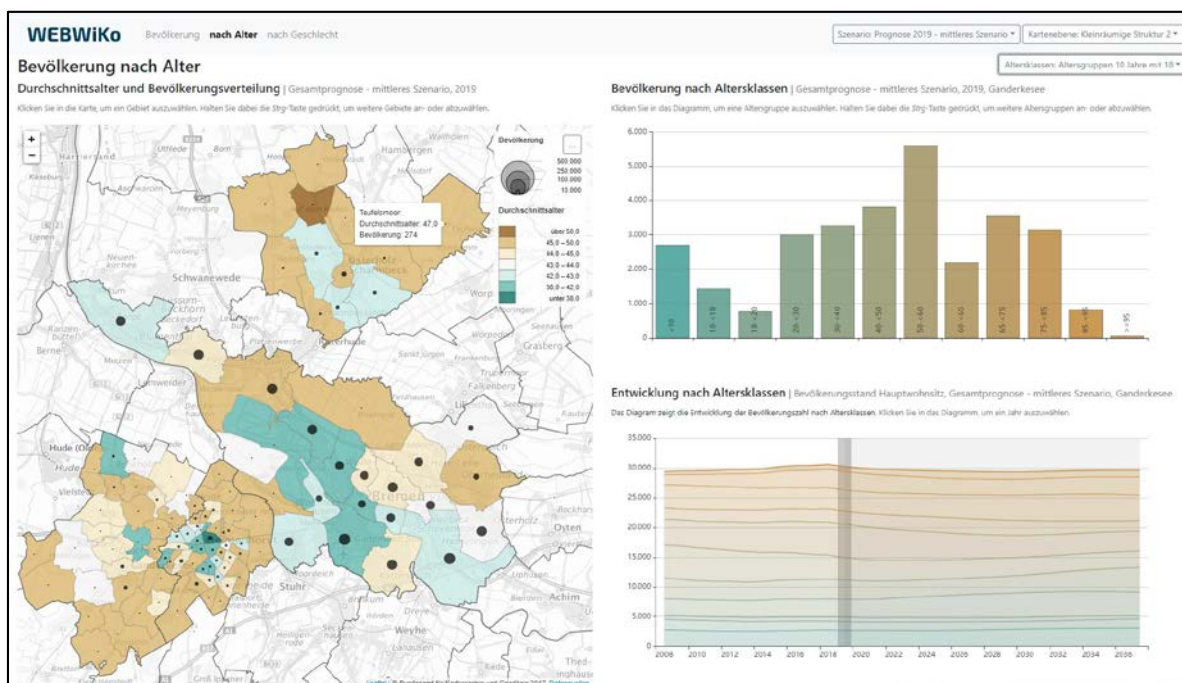 WEBWiKo Bevölkerung nach Alter nach Geschlecht
Szenario: Prognose 2019 - mittleres Szenario
Kartenebene: Kleinräumige Struktur 2
Bevölkerung nach Alter
Altersklassen: Altersgruppen 10 Jahre mit 18
Durchschnittsalter und Bevölkerungsverteilung | Gesamtprognose - mittleres Szenario, 2019
Klicken Sie in die Karte, um ein Gebiet auszuwählen. Halten Sie dabei die Strg-Taste gedrückt, um weitere Gebiete an- oder abzuwählen.
+
−
Bevölkerung
...
500.000
250.000
100.000
13.000
Durchschnittsalter
über 50,0
45,0 – 50,0
44,0 – 45,0
43,0 – 44,0
42,0 – 43,0
38,0 – 42,0
unter 38,0
Teufelsmoor:
Durchschnittsalter: 47,0
Bevölkerung: 274
Hambergen
Meyenburg
Schwanewede
Worpswede
Grasberg
Berne
Lemwerder
Falkenberg
Hude
Bremen
Stuhr
Achim
Weyhe
Dreye
Lahausen
Kede
Bevölkerung nach Altersklassen | Gesamtprognose - mittleres Szenario, 2019, Ganderkesee
Klicken Sie in das Diagramm, um eine Altersgruppe auszuwählen. Halten Sie dabei die Strg-Taste gedrückt, um weitere Altersgruppen an- oder abzuwählen.
6.000
5.000
4.000
3.000
2.000
1.000
0
<10
10-<18
18-<20
20-<30
30-<40
40-<50
50-<60
60-<65
65-<75
75-<85
85-<95
>=95
Entwicklung nach Altersklassen | Bevölkerungsstand Hauptwohnsitz, Gesamtprognose - mittleres Szenario, Ganderkesee
Das Diagram zeigt die Entwicklung der Bevölkerungszahl nach Altersklassen. Klicken Sie in das Diagramm, um ein Jahr auszuwählen.
35.000
30.000
25.000
20.000
15.000
10.000
5.000
0
2008 2010 2012 2014 2016 2018 2020 2022 2024 2026 2028 2030 2032 2034 2036